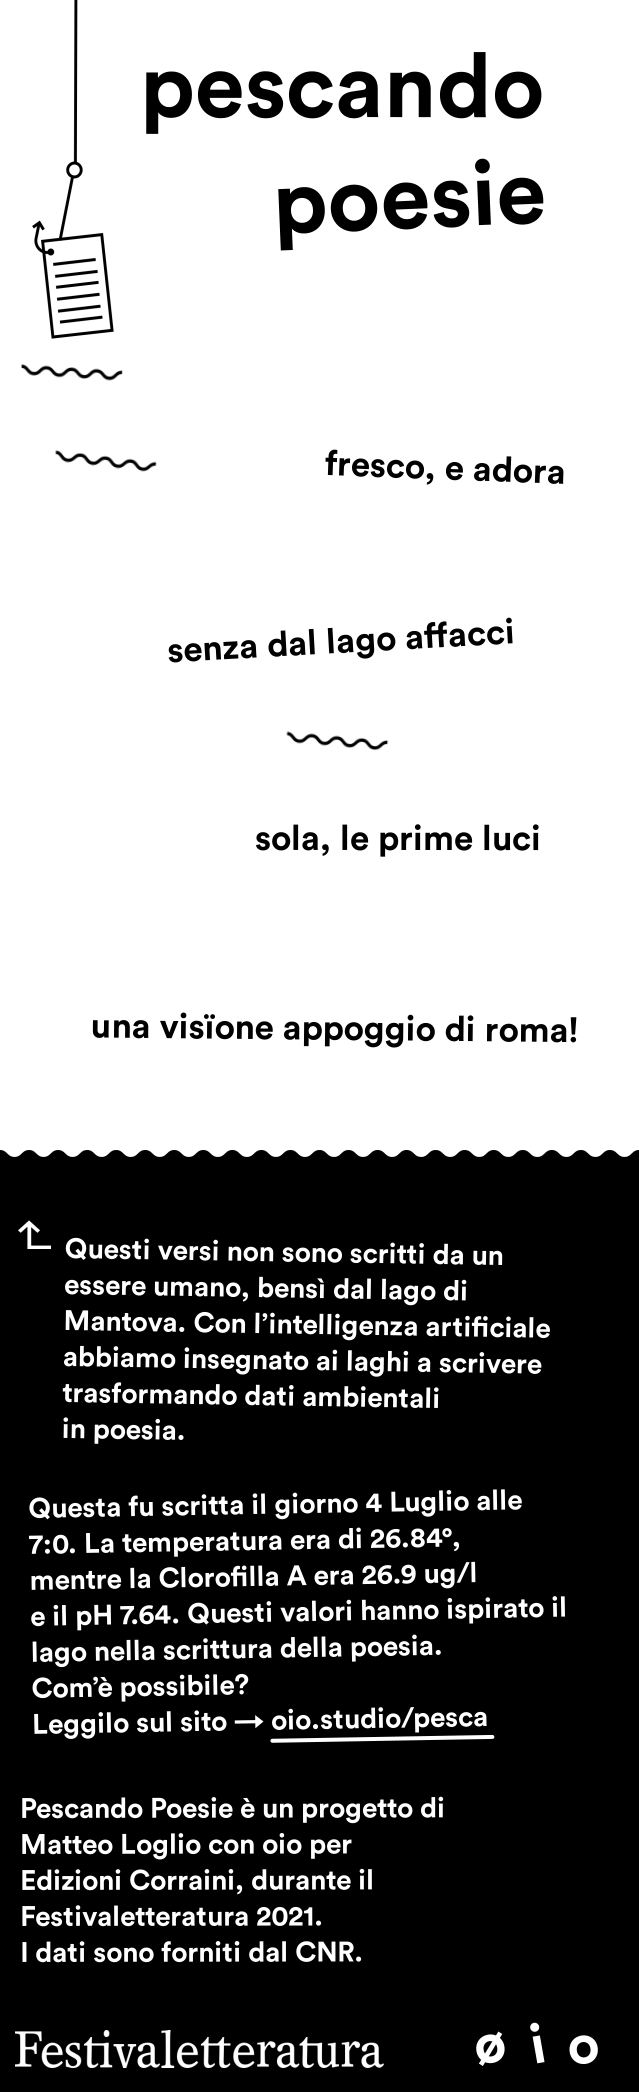 pescando
poesie
fresco, e adora
senza dal lago affacci
sola, le prime luci
una visïone appoggio di roma!
Questi versi non sono scritti da un
essere umano, bensì dal lago di
Mantova. Con l’intelligenza artificiale
abbiamo insegnato ai laghi a scrivere
trasformando dati ambientali
in poesia.
Questa fu scritta il giorno 4 Luglio alle
7:0. La temperatura era di 26.84°,
mentre la Clorofilla A era 26.9 ug/l
e il pH 7.64. Questi valori hanno ispirato il
lago nella scrittura della poesia.
Com’è possibile?
Leggilo sul sito → oio.studio/pesca
Pescando Poesie è un progetto di
Matteo Loglio con oio per
Edizioni Corraini, durante il
Festivaletteratura 2021.
I dati sono forniti dal CNR.
Festivaletteratura øio